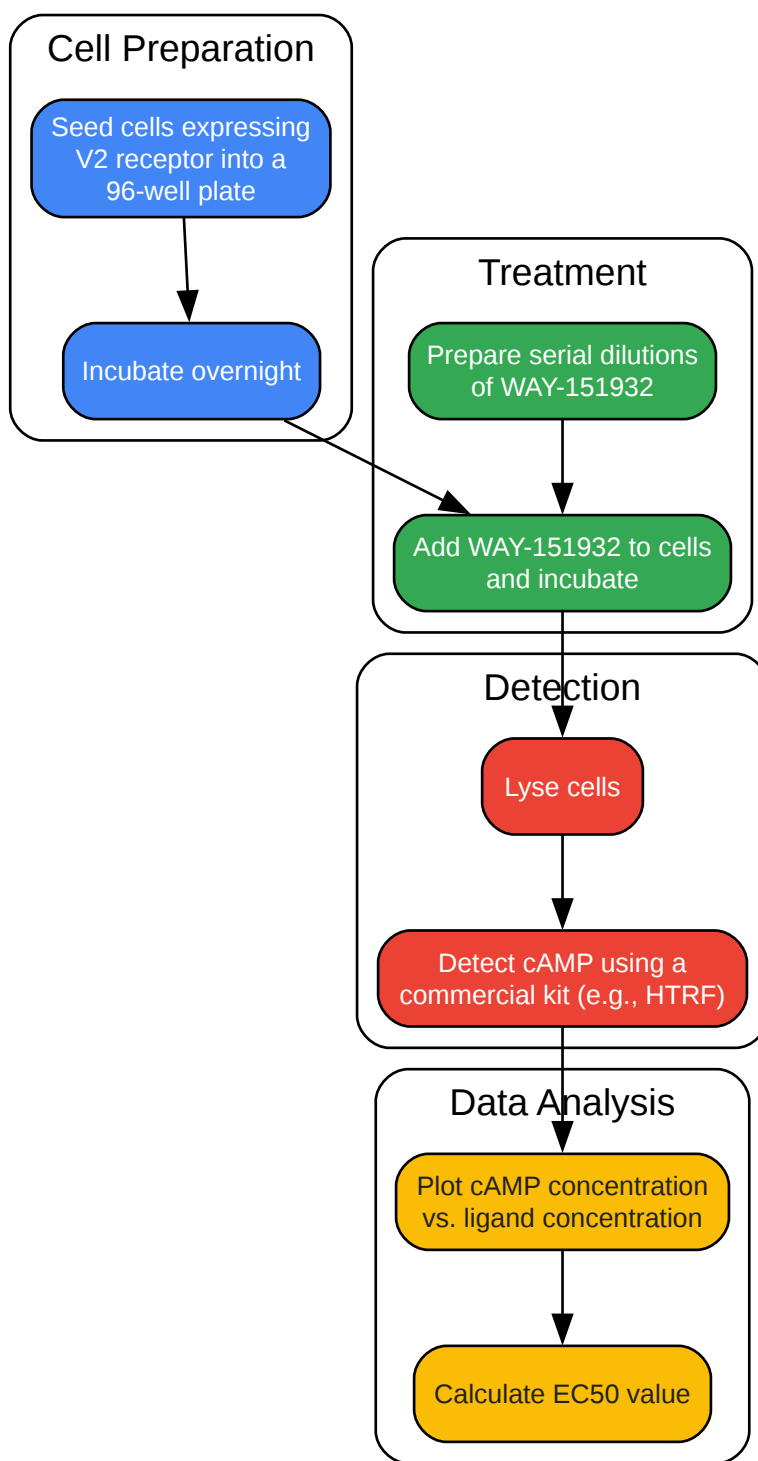 Cell Preparation
Seed cells expressing
V2 receptor into a
96-well plate
Incubate overnight
Treatment
Prepare serial dilutions
of WAY-151932
Add WAY-151932 to cells
and incubate
Detection
Lyse cells
Detect cAMP using a
commercial kit (e.g., HTRF)
Data Analysis
Plot cAMP concentration
vs. ligand concentration
Calculate EC50 value